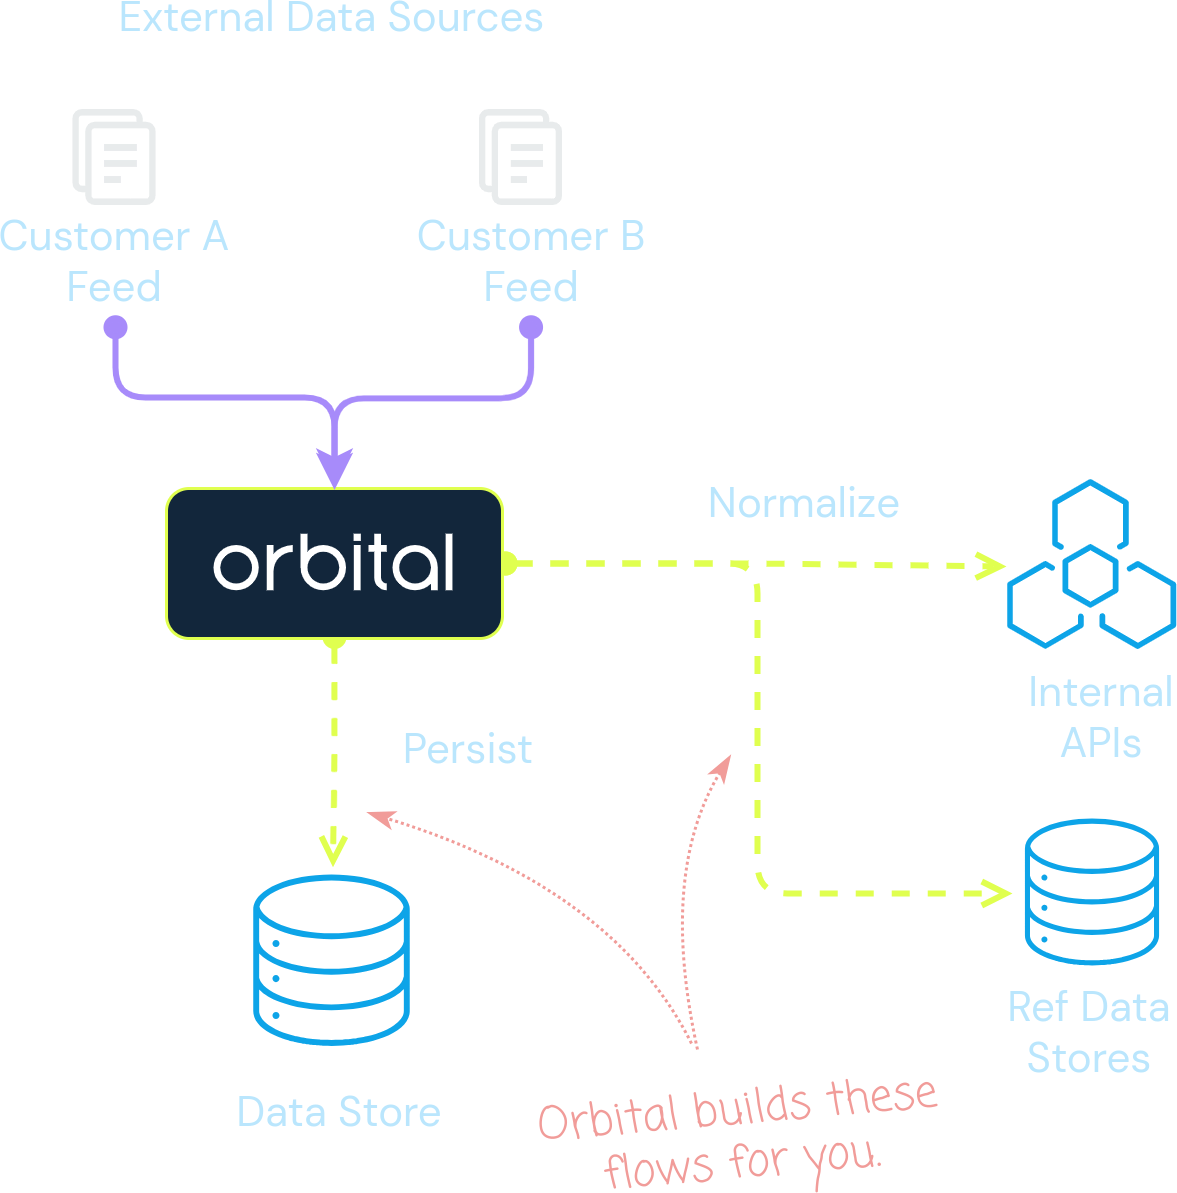 External Data Sources
Customer A
Feed
Customer B
Feed
orbital
Normalize
Internal
APIs
Persist
Ref Data
Stores
Data Store
Orbital builds these
flows for you.